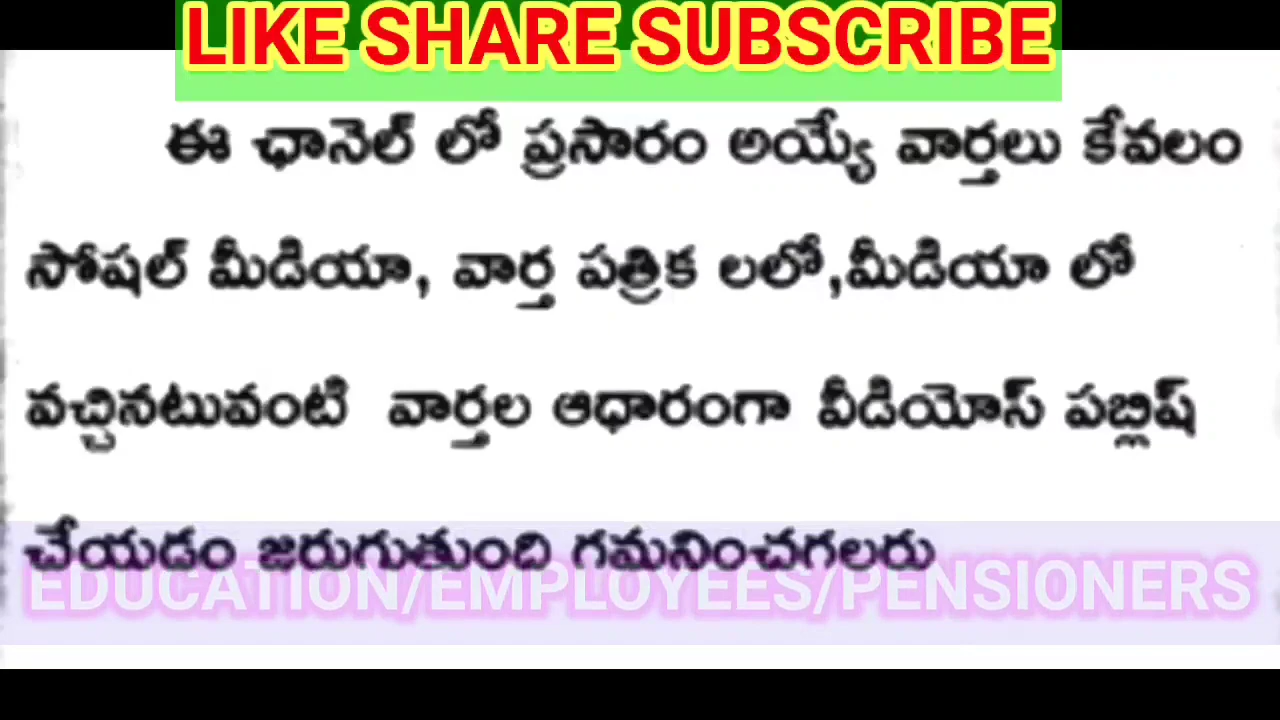 LIKE SHARE SUBSCRIBE
ఈ ఛానెల్ లో ప్రసారం అయ్యే వార్తలు కేవలం
సోషల్ మీడియా, వార్త పత్రిక లలో,మీడియా లో
వచ్చినటువంటి వార్తల ఆధారంగా వీడియోస్ పబ్లిష్
చేయడం జరుగుతుంది గమనించగలరు
EDUCATION/EMPLOYEES/PENSIONERS